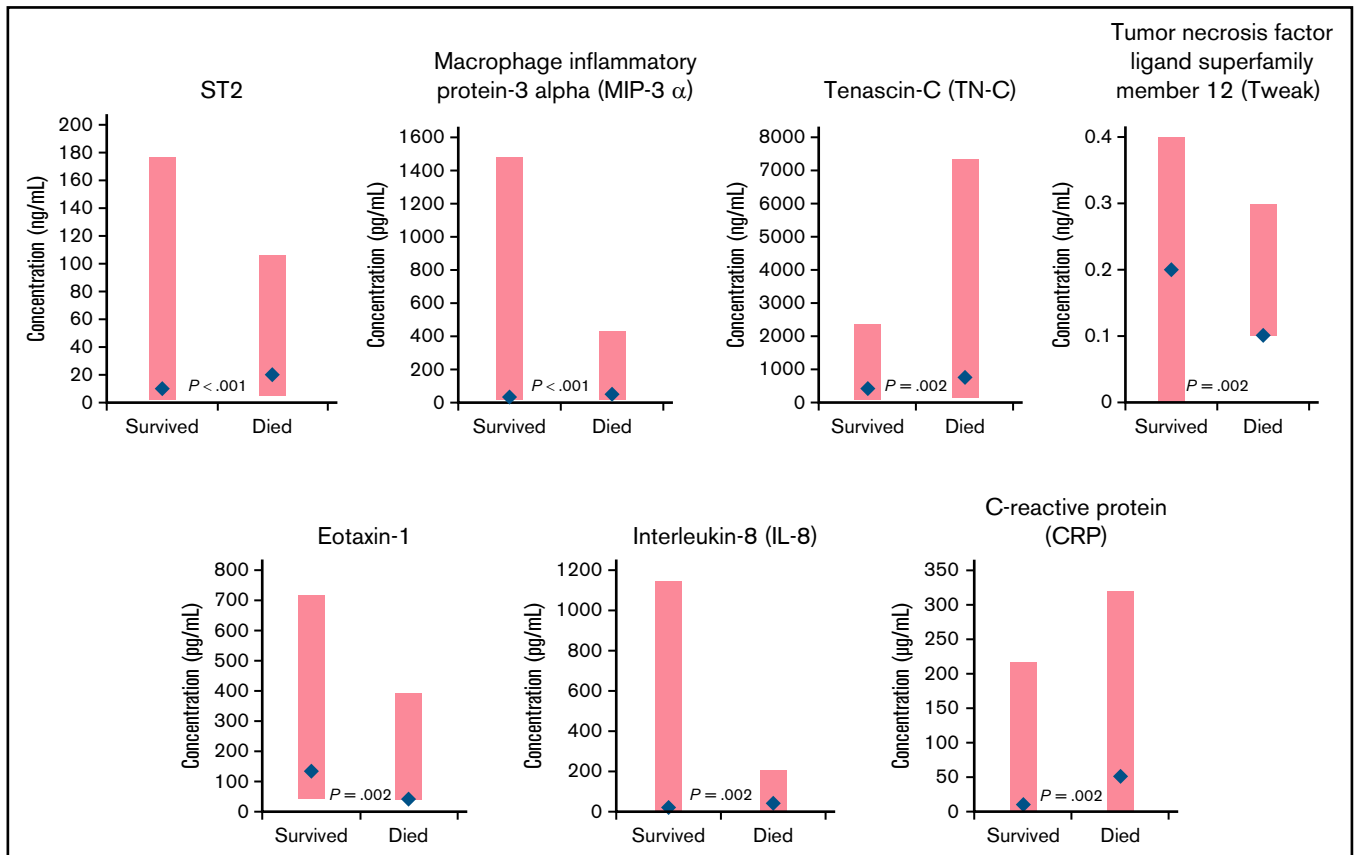 ST2
Concentration (ng/mL)
200
180
160
140
120
100
80
60
40
20
0
P < .001
Survived
Died
Macrophage inflammatory
protein-3 alpha (MIP-3 α)
Concentration (pg/mL)
1600
1400
1200
1000
800
600
400
200
0
P < .001
Survived
Died
Tenascin-C (TN-C)
Concentration (ng/mL)
8000
7000
6000
5000
4000
3000
2000
1000
0
P = .002
Survived
Died
Tumor necrosis factor
ligand superfamily
member 12 (Tweak)
Concentration (ng/mL)
0.4
0.3
0.2
0.1
0
P = .002
Survived
Died
Eotaxin-1
Concentration (pg/mL)
800
700
600
500
400
300
200
100
0
P = .002
Survived
Died
Interleukin-8 (IL-8)
Concentration (pg/mL)
1200
1000
800
600
400
200
0
P = .002
Survived
Died
C-reactive protein
(CRP)
Concentration (µg/mL)
350
300
250
200
150
100
50
0
P = .002
Survived
Died